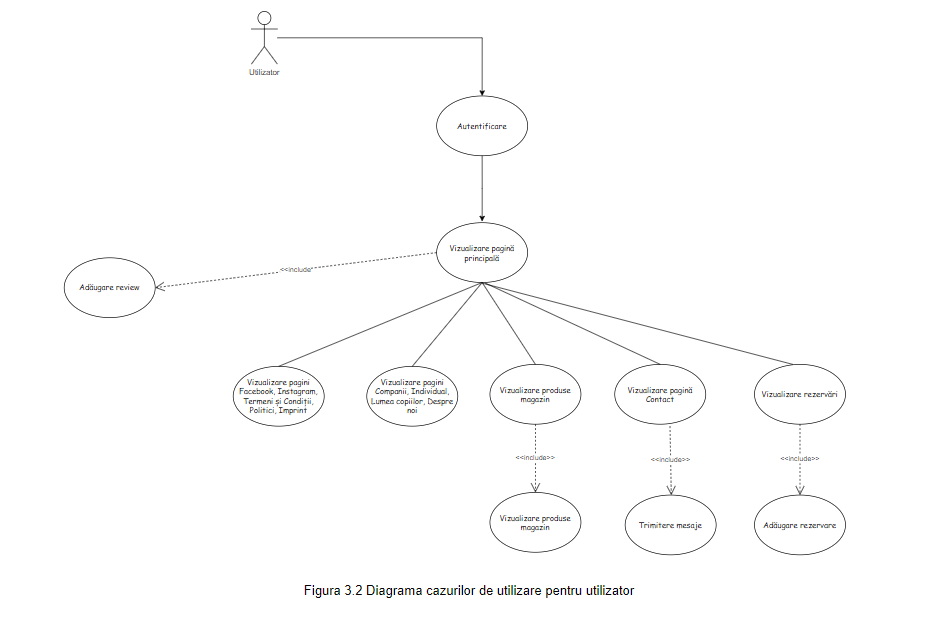 Utilizator
Autentificare
Vizualizare pagină
principală
<<include
Adăugare review
Vizualizare pagini
Facebook, Instagram,
Termeni și Condiții,
Politici, Imprint
Vizualizare pagini
Companii, Individual,
Lumea copiilor, Despre
noi
Vizualizare produse
magazin
Vizualizare pagină
Contact
Vizualizare rezervări
<<include>>
<<include>>
<<include>>
Vizualizare produse
magazin
Trimitere mesaje
Adăugare rezervare
Figura 3.2 Diagrama cazurilor de utilizare pentru utilizator